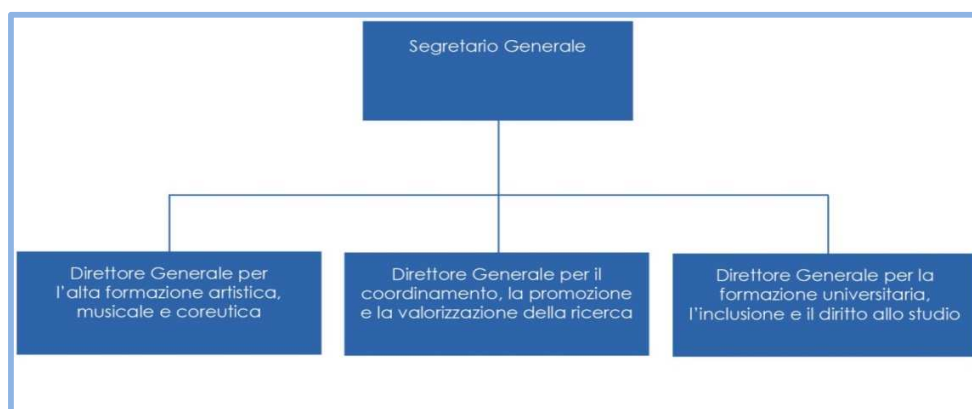 Segretario Generale
Direttore Generale per
l'alta formazione artistica,
musicale e coreutica
Direttore Generale per il
coordinamento, la promozione
e la valorizzazione della ricerca
Direttore Generale per la
formazione universitaria,
l'inclusione e il diritto allo studio